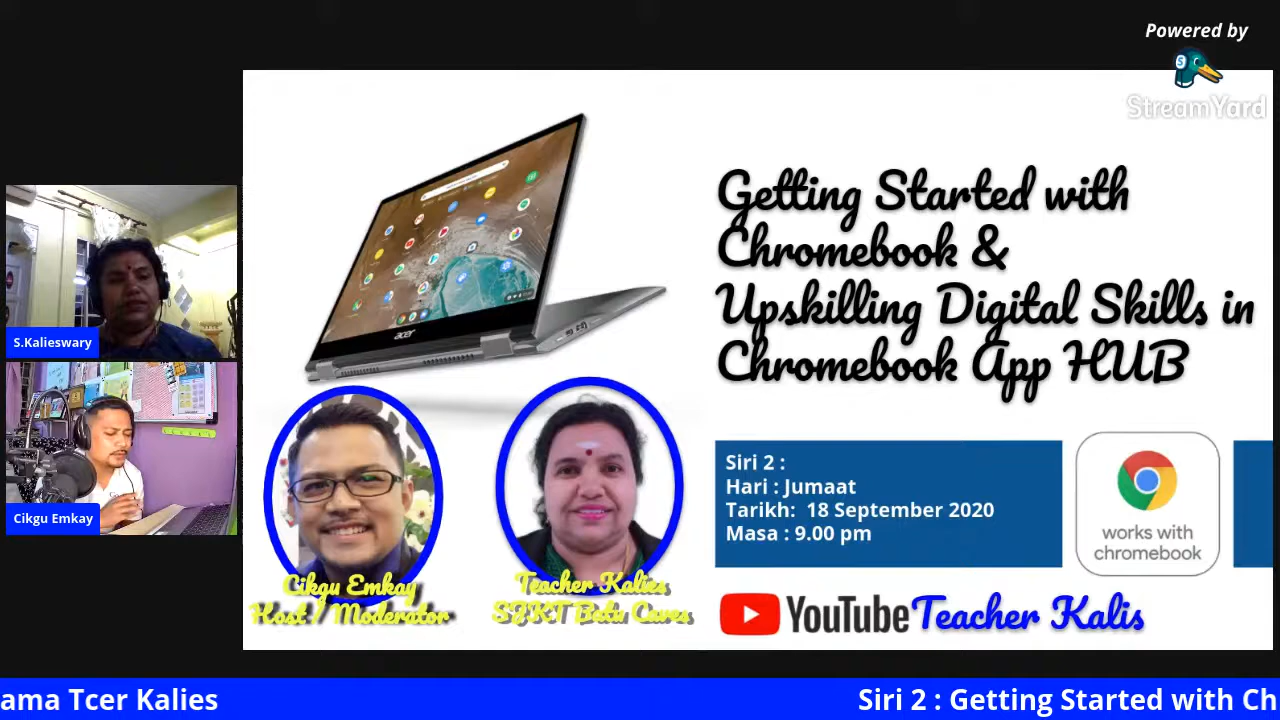 Powered by
StreamYard
Getting Started with
Chromebook &
Upskilling Digital Skills in
Chromebook App HUB
acer
S.Kalieswary
Cikgu Emkay
Siri 2 :
Hari : Jumaat
Tarikh:  18 September 2020
Masa : 9.00 pm
works with
chromebook
Cikgu Emkay
Host / Moderator
Teacher Kalies
SJKT Batu Caves
YouTube Teacher Kalis
ama Tcer Kalies
Siri 2 : Getting Started with Ch